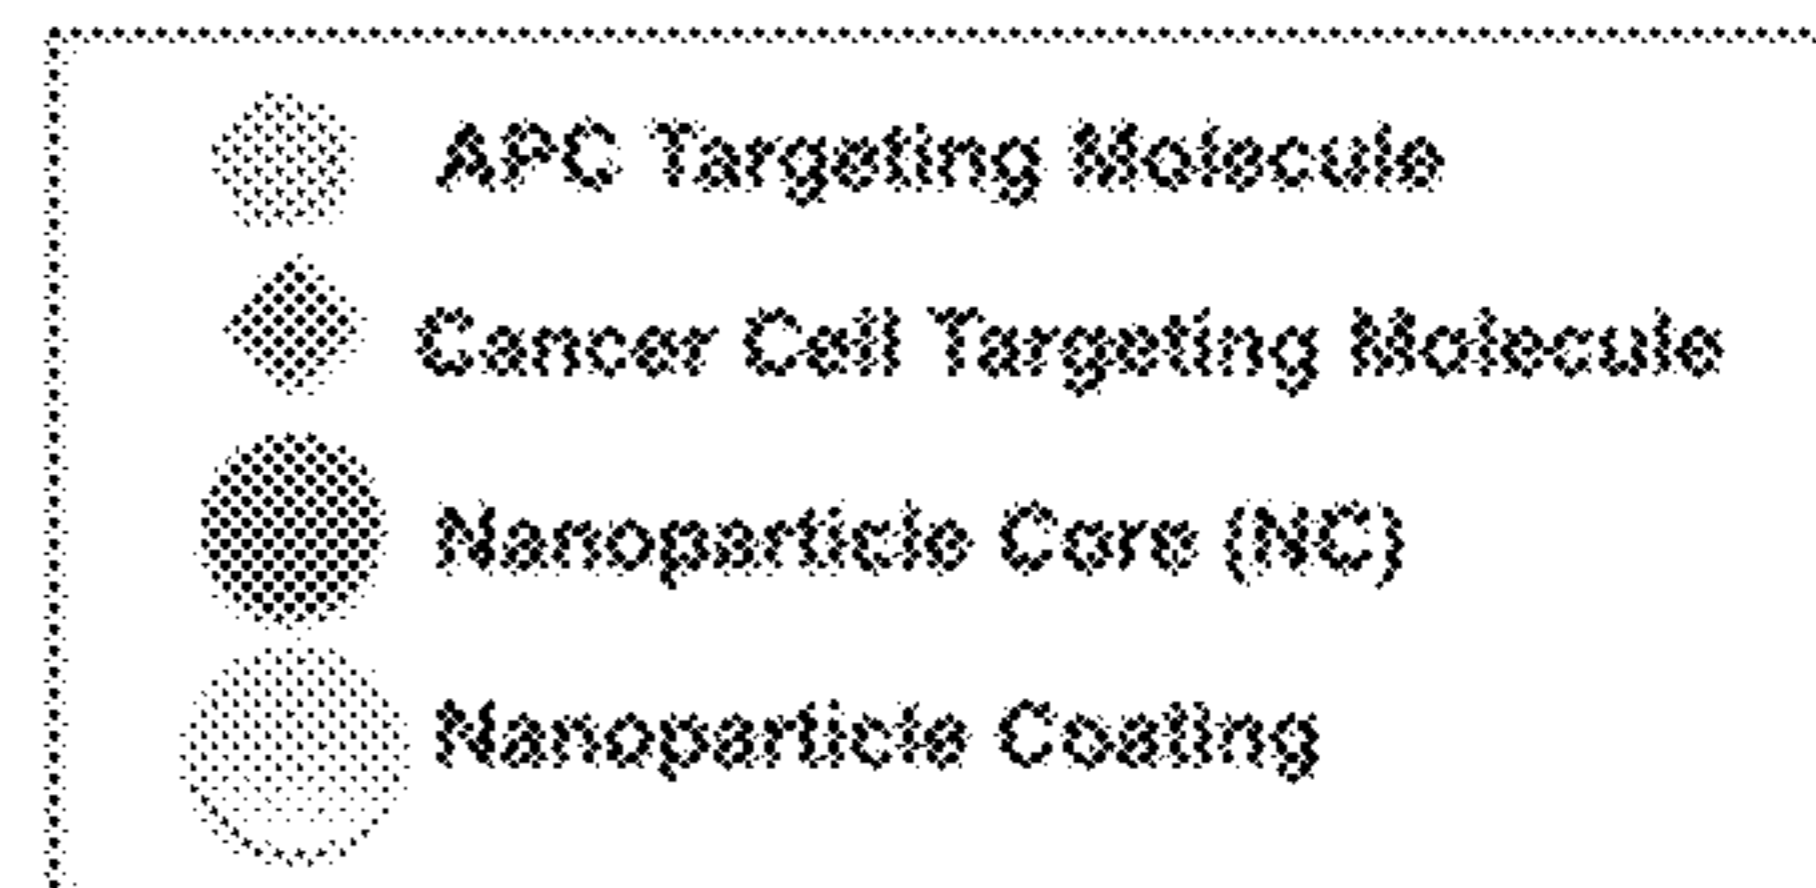 APC Targeting Molecule
Cancer Cell Targeting Molecule
Nanoparticle Core (NC)
Nanoparticle Coating